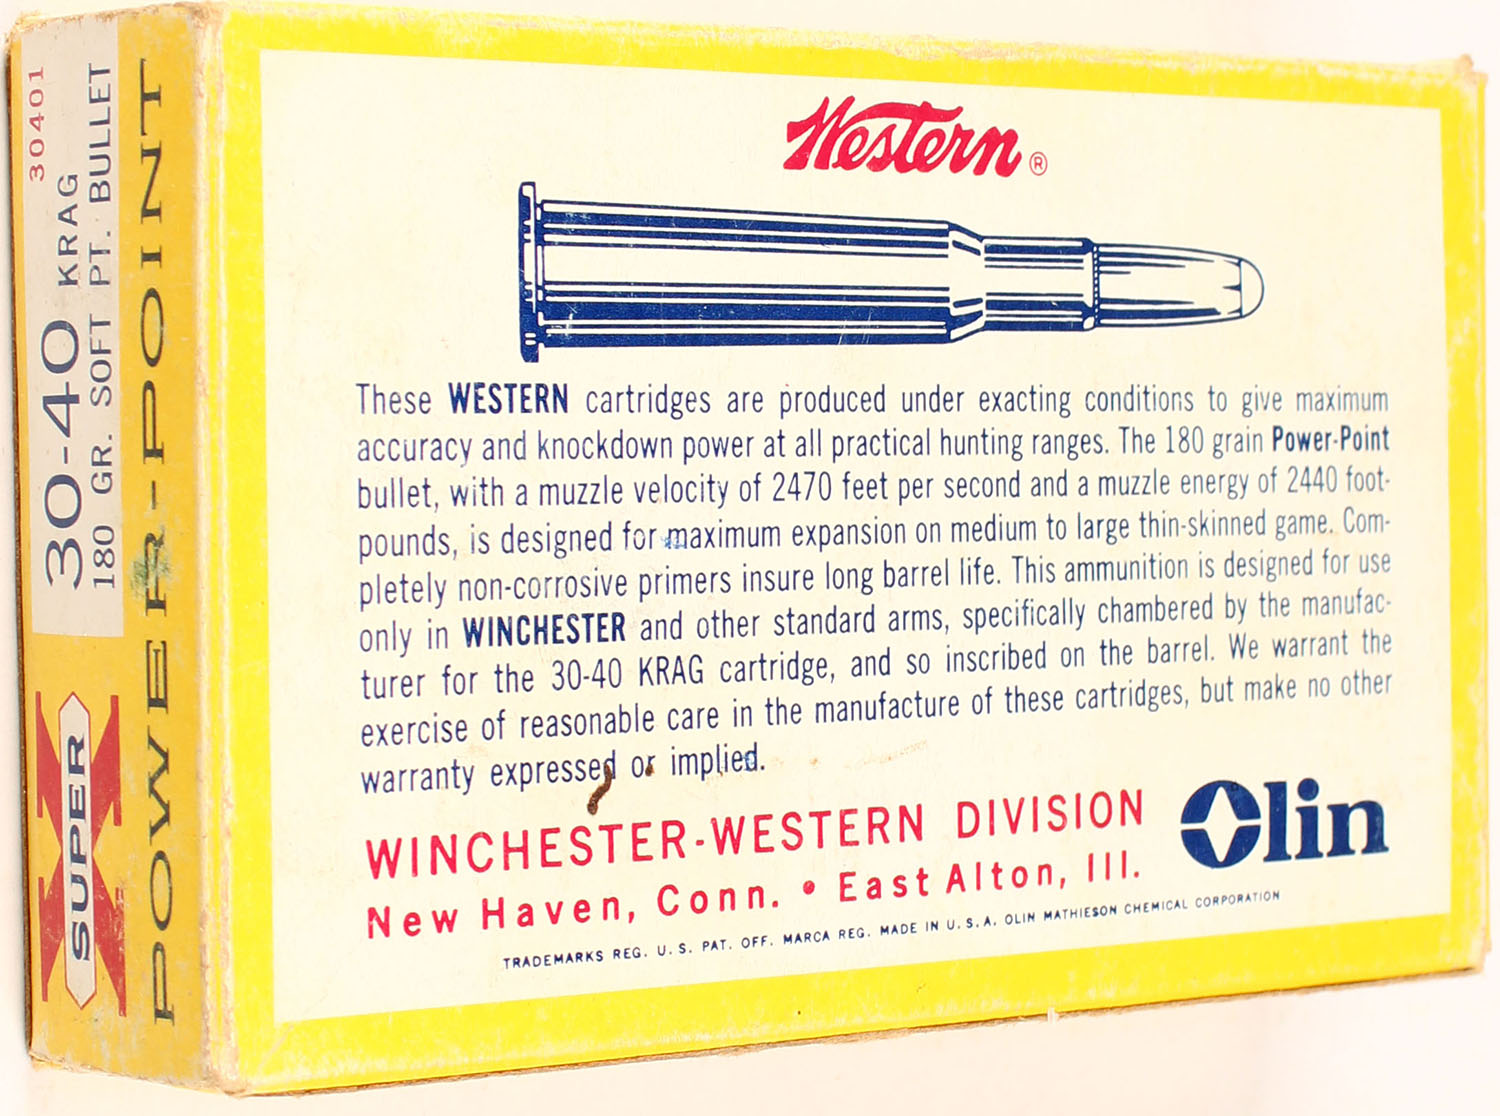 30401
30-40 KRAG
180 GR. SOFT PT. BULLET
SUPER X
POWER-POINT
Western®
These WESTERN cartridges are produced under exacting conditions to give maximum
accuracy and knockdown power at all practical hunting ranges. The 180 grain Power-Point
bullet, with a muzzle velocity of 2470 feet per second and a muzzle energy of 2440 foot-
pounds, is designed for maximum expansion on medium to large thin-skinned game. Com-
pletely non-corrosive primers insure long barrel life. This ammunition is designed for use
only in WINCHESTER and other standard arms, specifically chambered by the manufac-
turer for the 30-40 KRAG cartridge, and so inscribed on the barrel. We warrant the
exercise of reasonable care in the manufacture of these cartridges, but make no other
warranty expressed or implied.
WINCHESTER-WESTERN DIVISION
New Haven, Conn. • East Alton, Ill.
Olin
TRADEMARKS REG. U.S. PAT. OFF. MARCA REG. MADE IN U.S.A. OLIN MATHIESON CHEMICAL CORPORATION